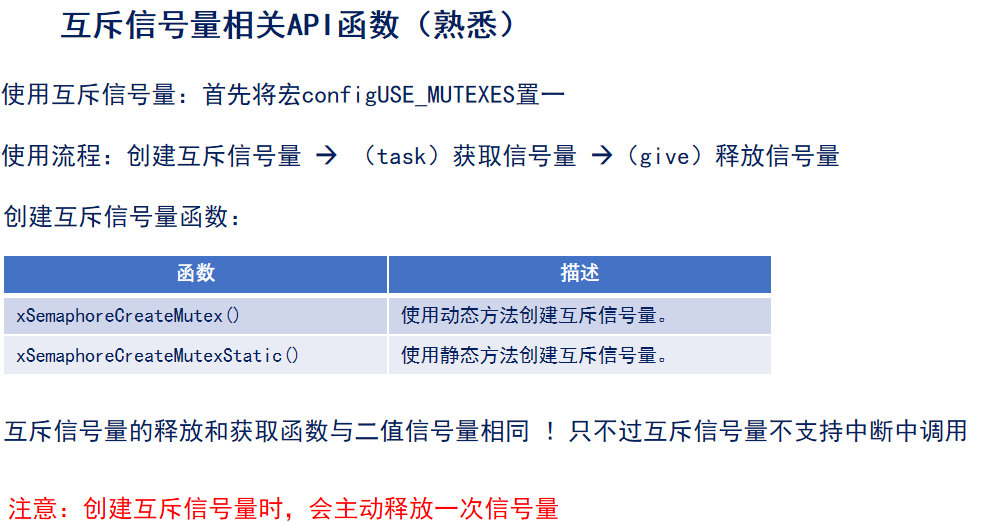 互斥信号量相关API函数（熟悉）
使用互斥信号量：首先将宏configUSE_MUTEXES置一
使用流程：创建互斥信号量 → （task）获取信号量 →（give）释放信号量
创建互斥信号量函数：
函数 描述
xSemaphoreCreateMutex() 使用动态方法创建互斥信号量。
xSemaphoreCreateMutexStatic() 使用静态方法创建互斥信号量。
互斥信号量的释放和获取函数与二值信号量相同 ！只不过互斥信号量不支持中断中调用
注意：创建互斥信号量时，会主动释放一次信号量